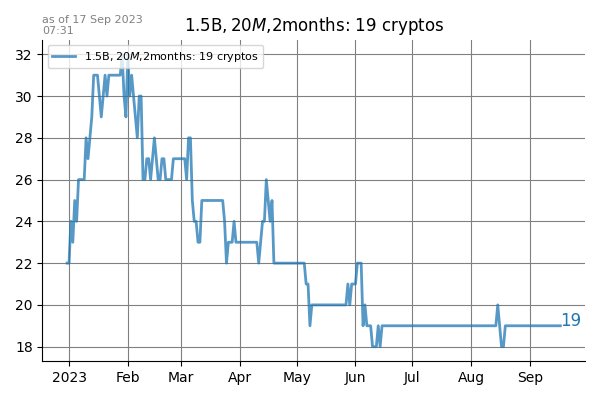 as of 17 Sep 2023
07:31
1.5B, 20M,2months: 19 cryptos
1.5B, 20M,2months: 19 cryptos
32
30
28
26
24
22
20
18
19
2023 Feb Mar Apr May Jun Jul Aug Sep